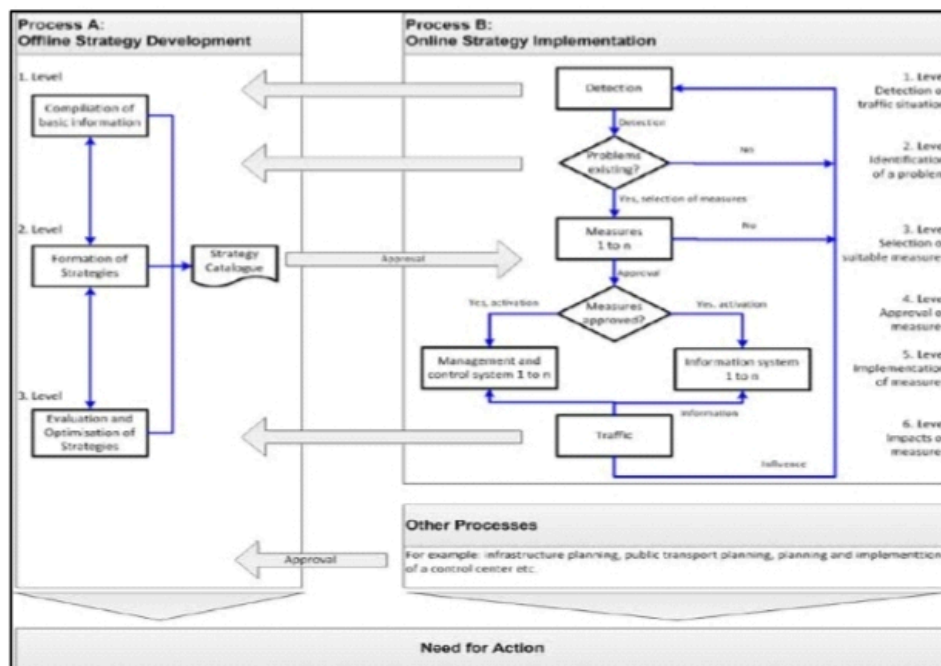 Process A:
Offline Strategy Development
1. Level
Compiliation of
basic information
2. Level
Formation of
Strategies
Strategy
Catalogue
3. Level
Evaluation and
Optimisation of
Strategies
Approval
Approval
Process B:
Online Strategy Implementation
Detection
Detection
Problems
existing?
No
Yes, selection of measures
Measures
1 to n
No
Approval
Measures
approved?
Yes, activation
Yes, activation
Management and
control system 1 to n
Information system
1 to n
Information
Traffic
Influence
1. Leve
Detection o
traffic situation
2. Leve
Identification
of a problem
3. Leve
Selection o
suitable measure
4. Leve
Approval o
measure
5. Leve
Implementation
of measure
6. Leve
Impacts o
measure
Other Processes
For example: infrastructure planning, public transport planning, planning and implementtion
of a control center etc.
Need for Action